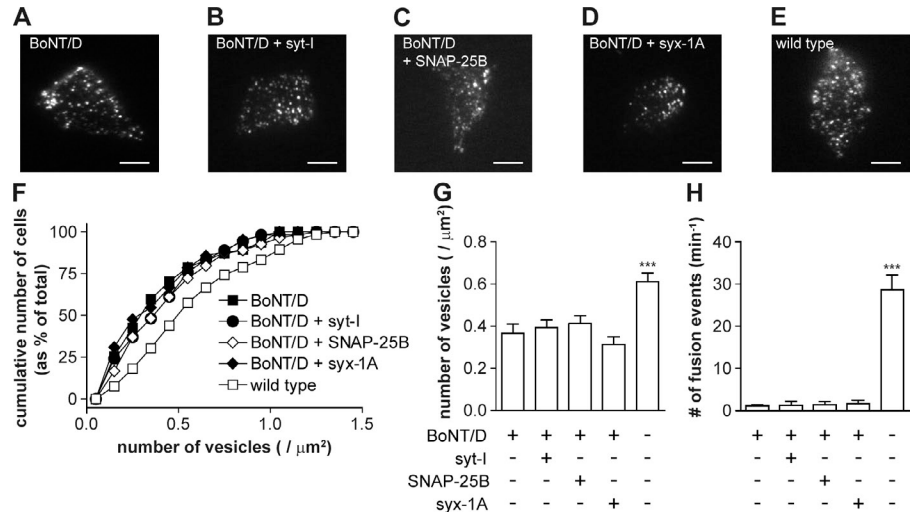 A
B
C
D
E
BoNT/D
BoNT/D + syt-I
BoNT/D
+ SNAP-25B
BoNT/D + syx-1A
wild type
F
cumulative number of cells
(as % of total)
100
75
50
25
0
0.0
0.5
1.0
1.5
number of vesicles ( / μm²)
BoNT/D
BoNT/D + syt-I
BoNT/D + SNAP-25B
BoNT/D + syx-1A
wild type
G
number of vesicles ( / μm²)
0.8
0.6
0.4
0.2
0.0
***
BoNT/D + + + + -
syt-I - + - - -
SNAP-25B - - + - -
syx-1A - - - + -
H
# of fusion events (min⁻¹)
40
30
20
10
0
***
+ + + + -
- + - - -
- - + - -
- - - + -